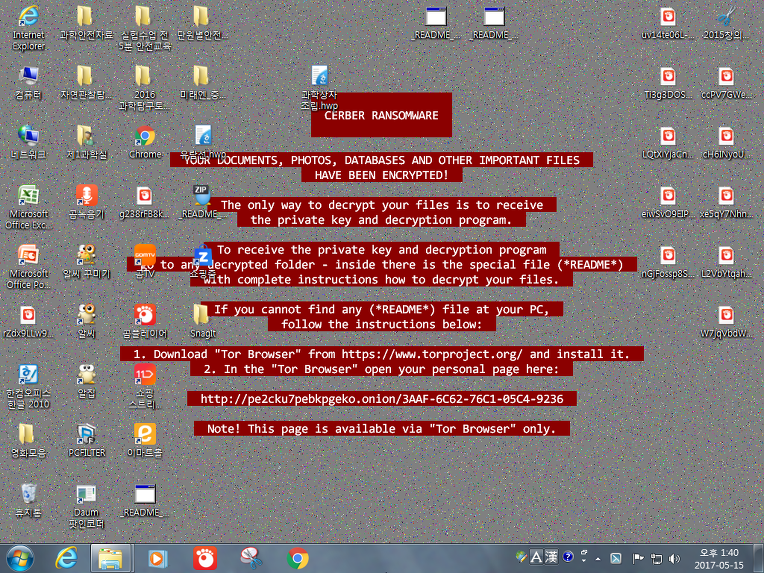 Internet
Explorer
과학안전자료
실험수업 전
5분 안전교육
단원별안전...
_README_...
_README_...
uv14te06L-...
2015창의...
컴퓨터
자연관찰탐...
2016
과학탐구토...
미래엔_중...
과학상자
조립.hwp
Ti3g3DOS...
ccPV7GWe...
CERBER RANSOMWARE
네트워크
제1과학실
Chrome
YOUR DOCUMENTS, PHOTOS, DATABASES AND OTHER IMPORTANT FILES
HAVE BEEN ENCRYPTED!
Microsoft
Office Exc...
곰녹음기
g238rFB8k...
_README_...
The only way to decrypt your files is to receive
the private key and decryption program.
Microsoft
Office Po...
알씨 꾸미기
곰TV
쇼핑줌
To receive the private key and decryption program
go to any decrypted folder - inside there is the special file (*README*)
with complete instructions how to decrypt your files.
rZdx9LLw9...
알씨
곰플레이어
SnagIt
If you cannot find any (*README*) file at your PC,
follow the instructions below:
한컴오피스
한글 2010
알집
쇼핑
스트리...
1. Download "Tor Browser" from https://www.torproject.org/ and install it.
2. In the "Tor Browser" open your personal page here:
http://pe2cku7pebkpgeko.onion/3AAF-6C62-76C1-05C4-9236
영화모음
PCFILTER
이마트몰
Note! This page is available via "Tor Browser" only.
휴지통
Daum
팟인코더
_README_...
A 漢
오후 1:40
2017-05-15